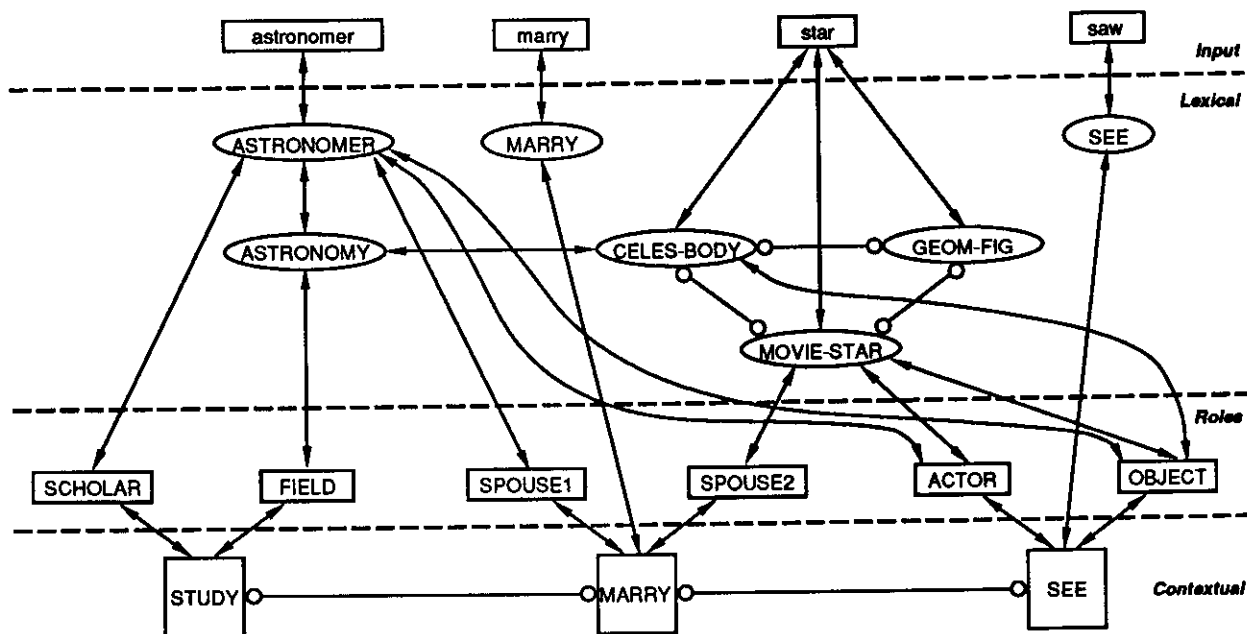 astronomer
marry
star
saw
Input
Lexical
ASTRONOMER
MARRY
SEE
ASTRONOMY
CELES-BODY
GEOM-FIG
MOVIE-STAR
Roles
SCHOLAR
FIELD
SPOUSE1
SPOUSE2
ACTOR
OBJECT
STUDY
MARRY
SEE
Contextual